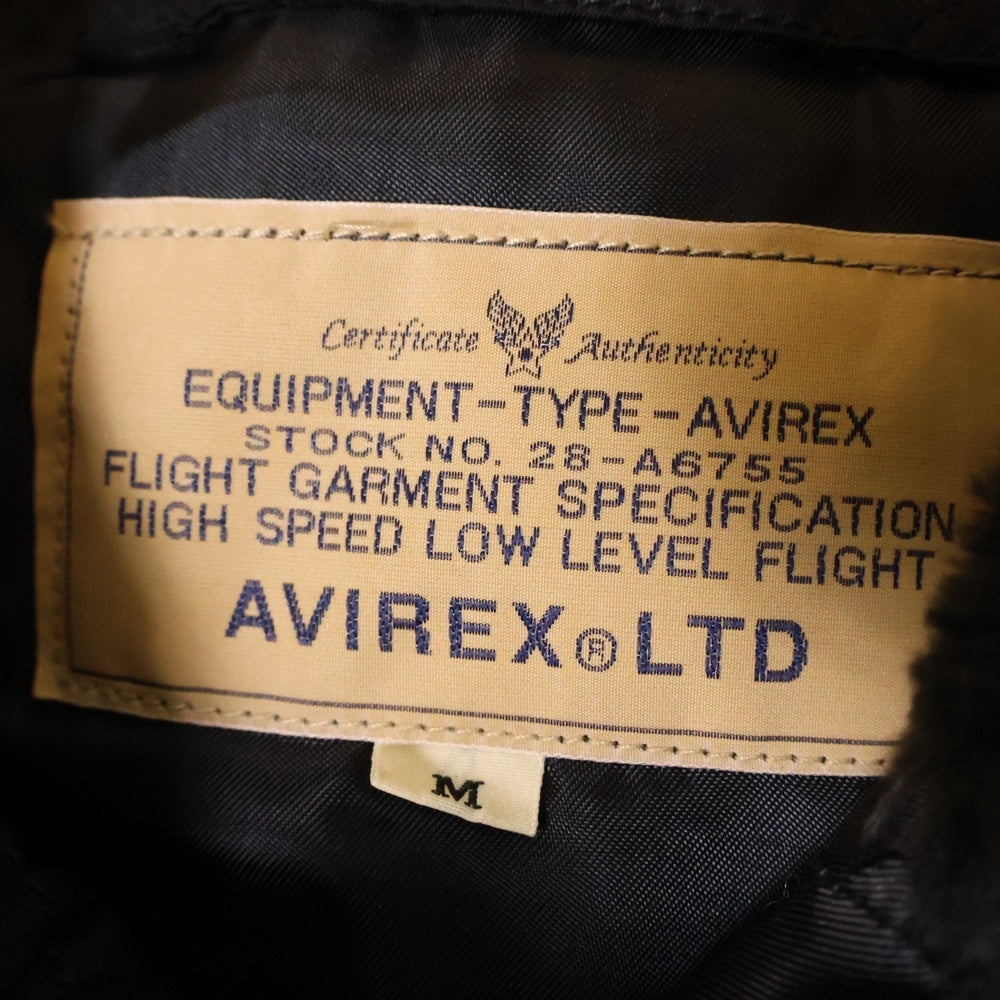 Certificate Authenticity
EQUIPMENT-TYPE-AVIREX
STOCK NO. 28-A6755
FLIGHT GARMENT SPECIFICATION
HIGH SPEED LOW LEVEL FLIGHT
AVIREX® LTD
M